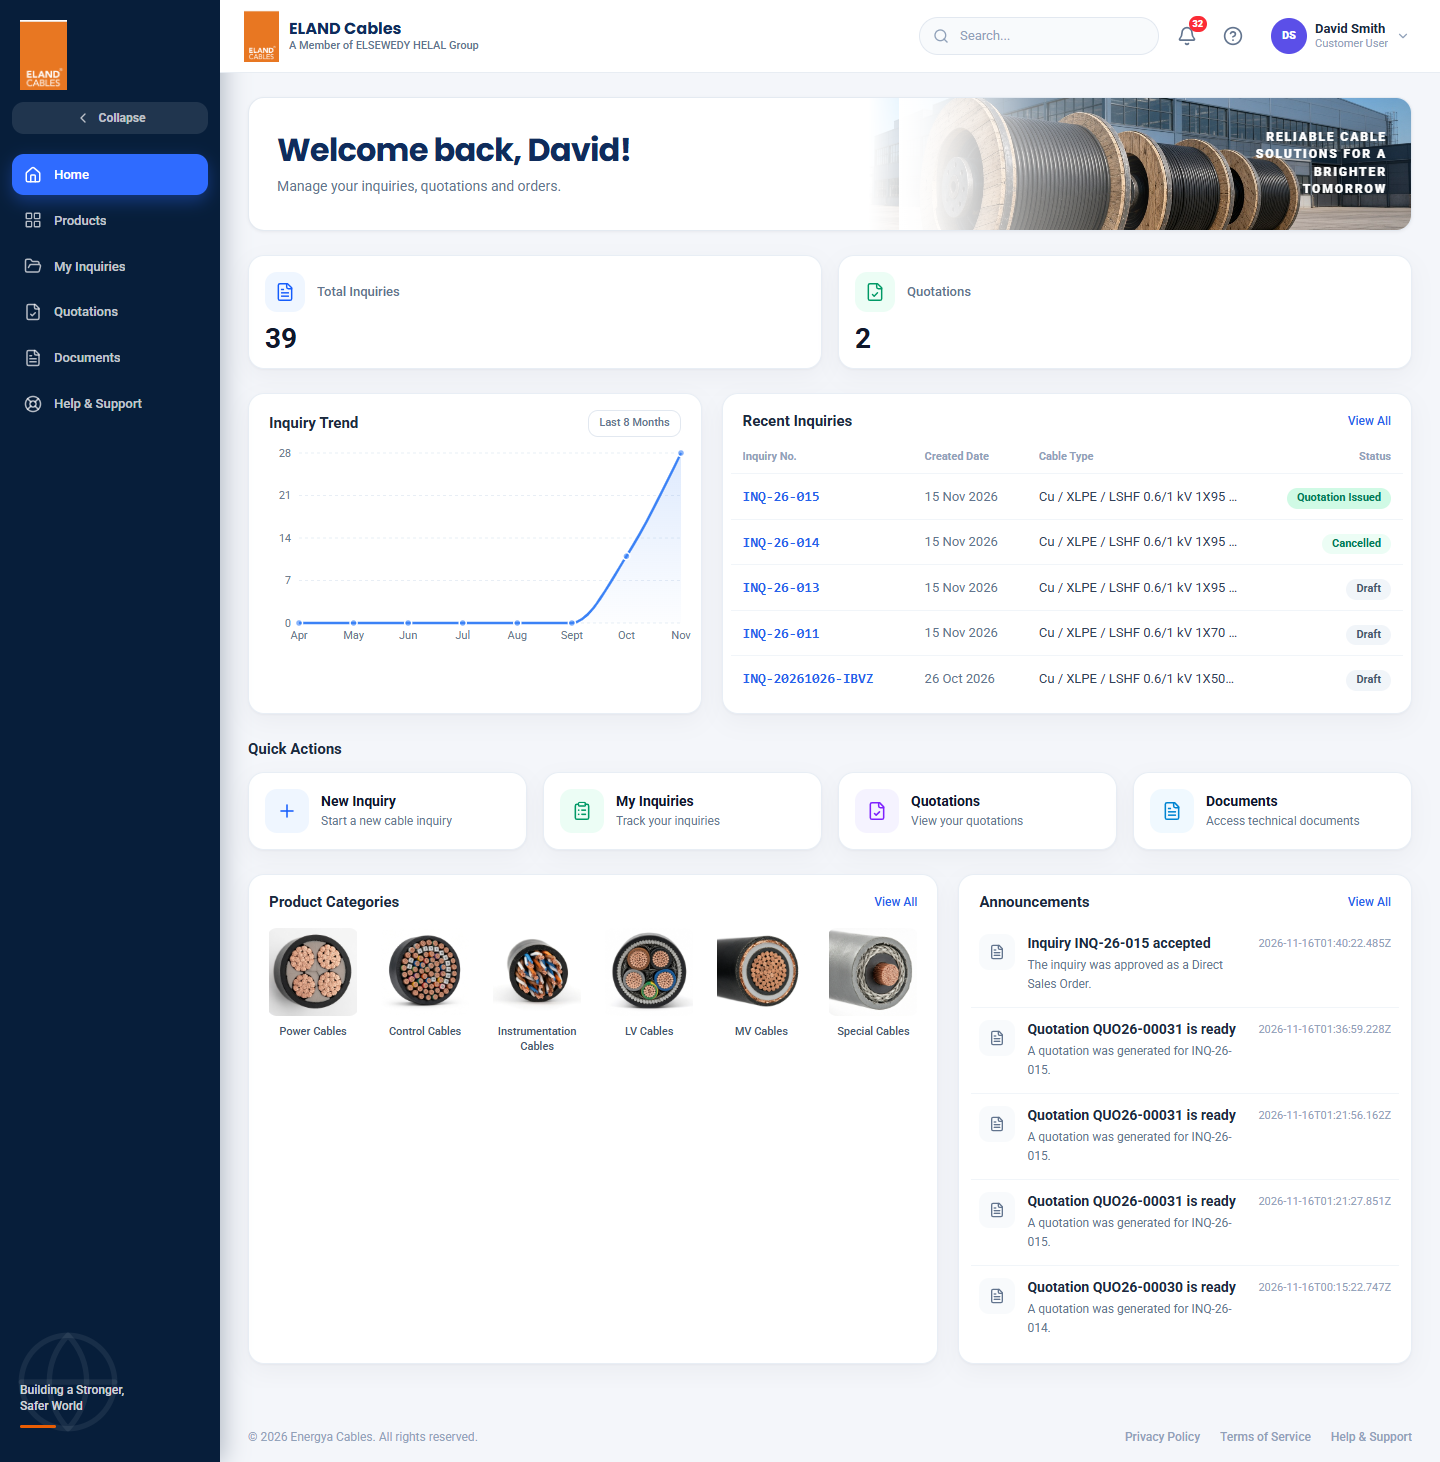 ELAND
CABLES
Collapse
Home
Products
My Inquiries
Quotations
Documents
Help & Support
Building a Stronger,
Safer World
ELAND
CABLES
ELAND Cables
A Member of ELSEWEDY HELAL Group
Search...
32
DS
David Smith
Customer User
Welcome back, David!
Manage your inquiries, quotations and orders.
RELIABLE CABLE
SOLUTIONS FOR A
BRIGHTER
TOMORROW
Total Inquiries
39
Quotations
2
Inquiry Trend
Last 8 Months
28
21
14
7
0
Apr May Jun Jul Aug Sept Oct Nov
Recent Inquiries
View All
Inquiry No. Created Date Cable Type Status
INQ-26-015 15 Nov 2026 Cu / XLPE / LSHF 0.6/1 kV 1X95 ... Quotation Issued
INQ-26-014 15 Nov 2026 Cu / XLPE / LSHF 0.6/1 kV 1X95 ... Cancelled
INQ-26-013 15 Nov 2026 Cu / XLPE / LSHF 0.6/1 kV 1X95 ... Draft
INQ-26-011 15 Nov 2026 Cu / XLPE / LSHF 0.6/1 kV 1X70 ... Draft
INQ-20261026-IBVZ 26 Oct 2026 Cu / XLPE / LSHF 0.6/1 kV 1X50... Draft
Quick Actions
New Inquiry
Start a new cable inquiry
My Inquiries
Track your inquiries
Quotations
View your quotations
Documents
Access technical documents
Product Categories
View All
Power Cables
Control Cables
Instrumentation
Cables
LV Cables
MV Cables
Special Cables
Announcements
View All
Inquiry INQ-26-015 accepted 2026-11-16T01:40:22.485Z
The inquiry was approved as a Direct
Sales Order.
Quotation QUO26-00031 is ready 2026-11-16T01:36:59.228Z
A quotation was generated for INQ-26-
015.
Quotation QUO26-00031 is ready 2026-11-16T01:21:56.162Z
A quotation was generated for INQ-26-
015.
Quotation QUO26-00031 is ready 2026-11-16T01:21:27.851Z
A quotation was generated for INQ-26-
015.
Quotation QUO26-00030 is ready 2026-11-16T00:15:22.747Z
A quotation was generated for INQ-26-
014.
© 2026 Energya Cables. All rights reserved.
Privacy Policy Terms of Service Help & Support